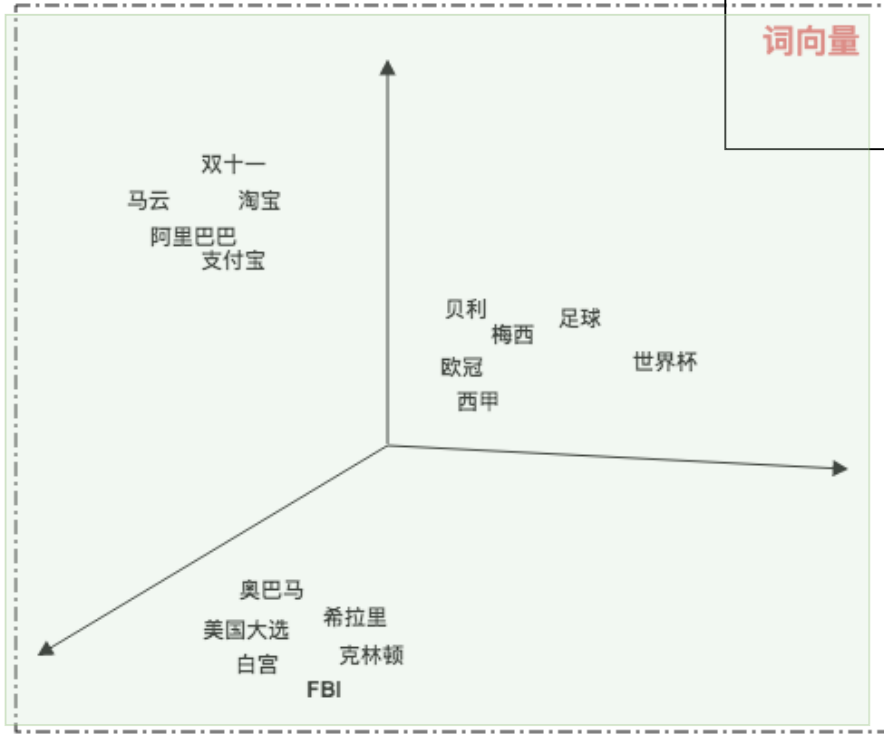 词向量
双十一
马云 淘宝
阿里巴巴
支付宝
贝利
足球
梅西
世界杯
欧冠
西甲
奥巴马
希拉里
美国大选
克林顿
白宫
FBI